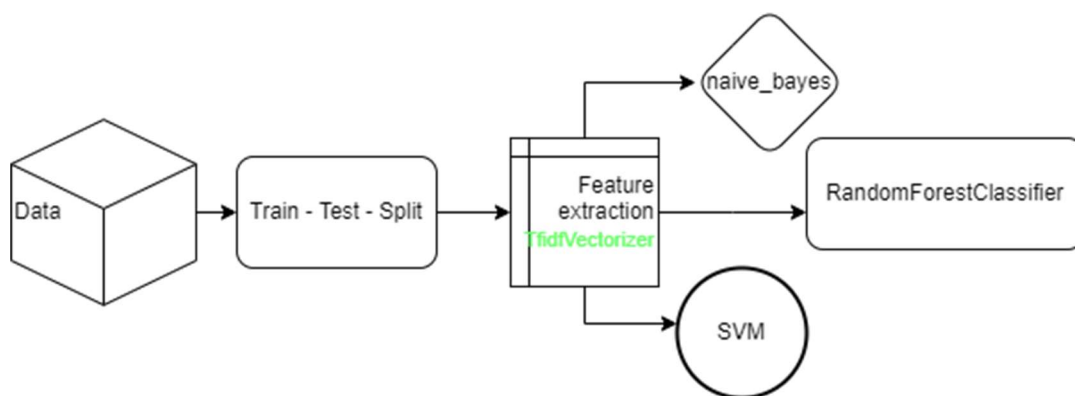 Data
Train - Test - Split
Feature
extraction
TfidfVectorizer
naive_bayes
RandomForestClassifier
SVM